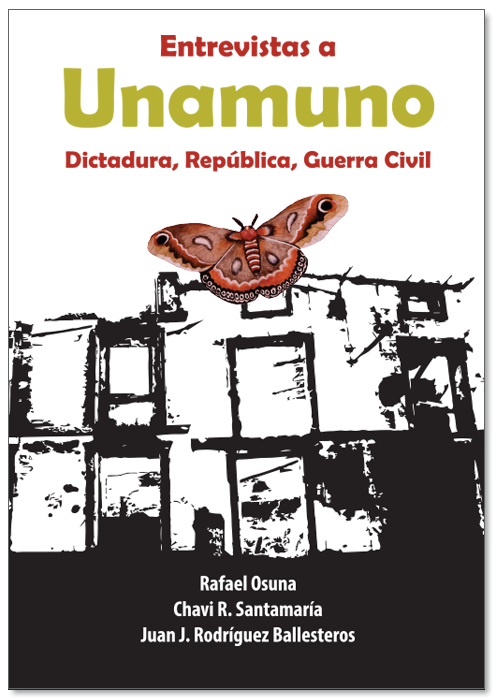 Entrevistas a
Unamuno
Dictadura, República, Guerra Civil
Rafael Osuna
Chavi R. Santamaría
Juan J. Rodríguez Ballesteros